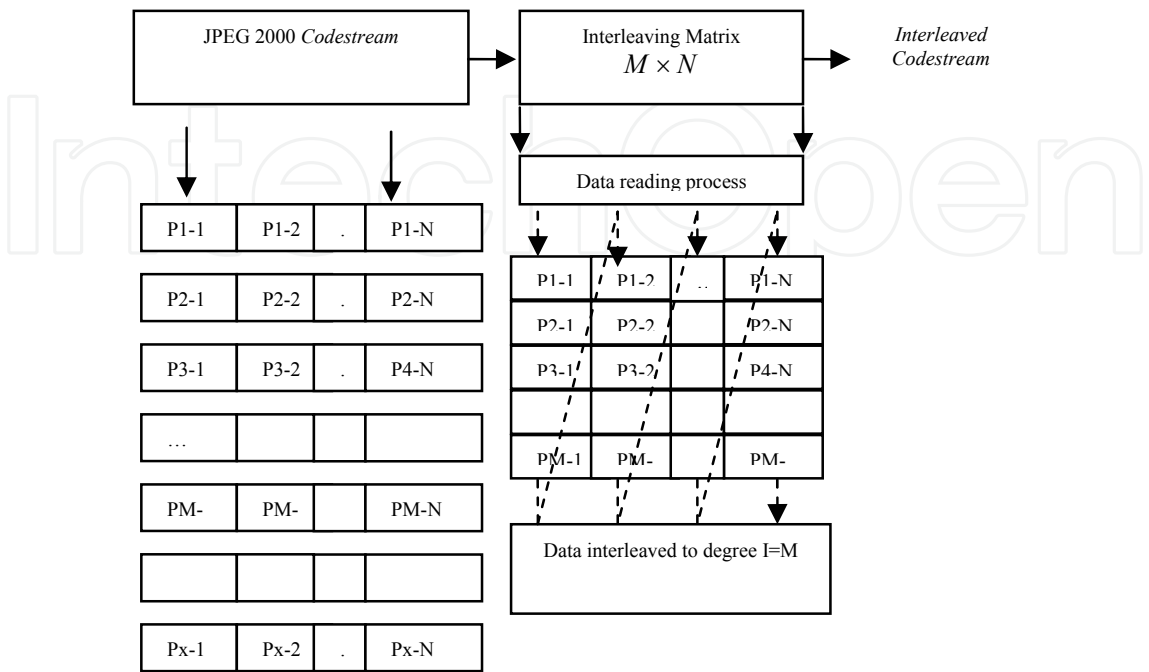 JPEG 2000 Codestream
Interleaving Matrix
M × N
Interleaved
Codestream
Data reading process
P1-1 P1-2 . P1-N
P2-1 P2-2 . P2-N
P3-1 P3-2 . P4-N
...
PM- PM- PM-N
Px-1 Px-2 . Px-N
P1-1 P1-2 .. P1-N
P2-1 P2-2 P2-N
P3-1 P3-2 P4-N
PM-1 PM- PM-
Data interleaved to degree I=M
IntechOpen